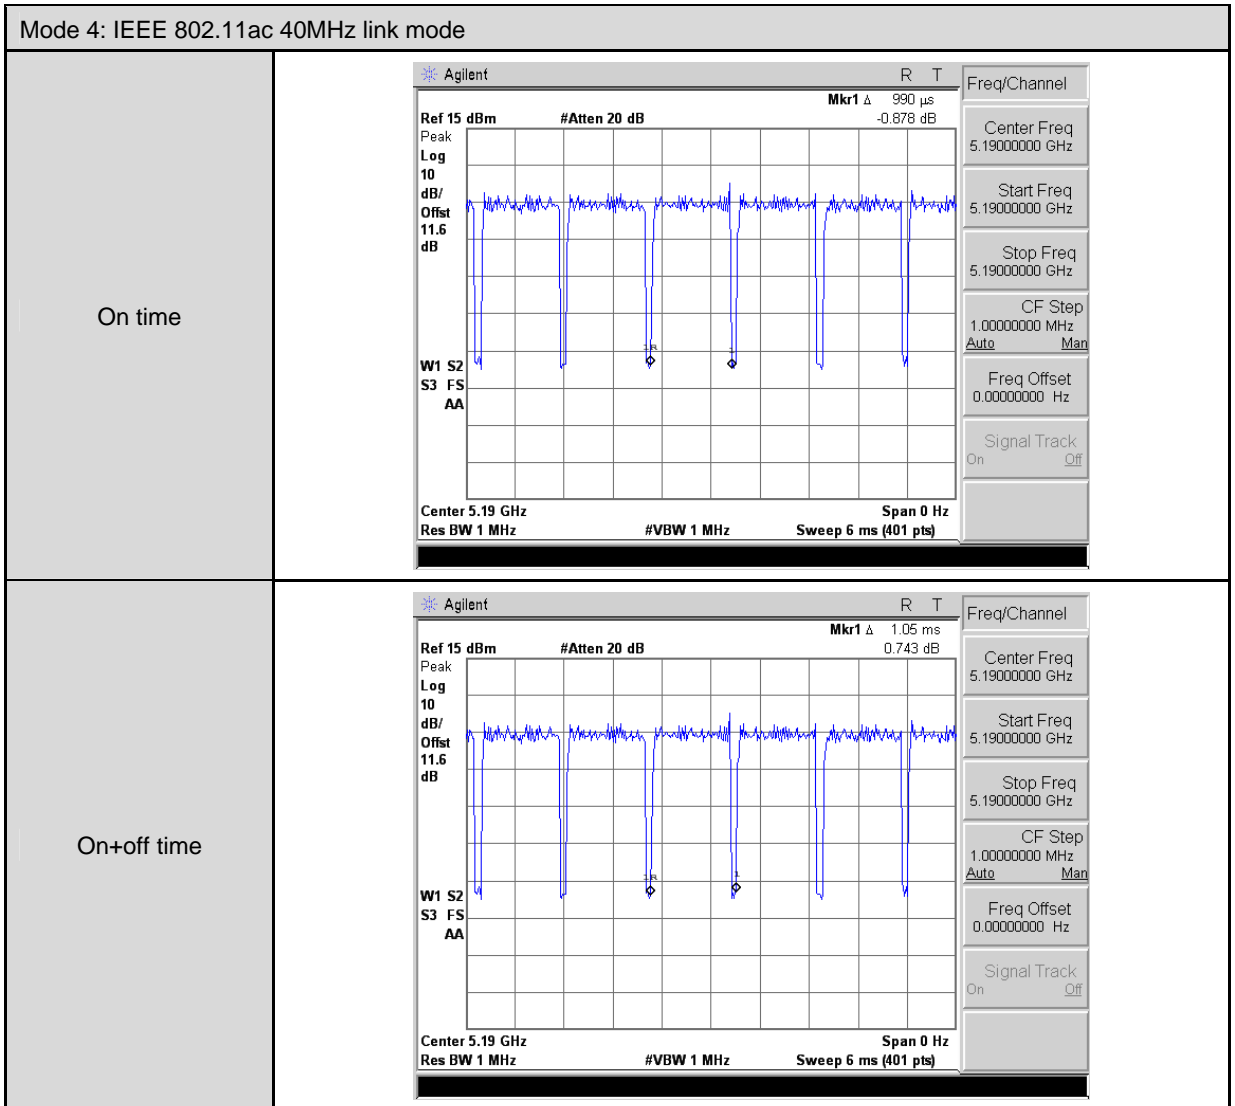 Mode 4: IEEE 802.11ac 40MHz link mode
On time
Agilent R T
Mkr1 Δ 990 µs
Ref 15 dBm #Atten 20 dB -0.878 dB
Peak
Log
10
dB/
Offst
11.6
dB
1R
1
W1 S2
S3 FS
AA
Center 5.19 GHz Span 0 Hz
Res BW 1 MHz #VBW 1 MHz Sweep 6 ms (401 pts)
Freq/Channel
Center Freq
5.19000000 GHz
Start Freq
5.19000000 GHz
Stop Freq
5.19000000 GHz
CF Step
1.00000000 MHz
Auto Man
Freq Offset
0.00000000 Hz
Signal Track
On Off
On+off time
Agilent R T
Mkr1 Δ 1.05 ms
Ref 15 dBm #Atten 20 dB 0.743 dB
Peak
Log
10
dB/
Offst
11.6
dB
1R
1
W1 S2
S3 FS
AA
Center 5.19 GHz Span 0 Hz
Res BW 1 MHz #VBW 1 MHz Sweep 6 ms (401 pts)
Freq/Channel
Center Freq
5.19000000 GHz
Start Freq
5.19000000 GHz
Stop Freq
5.19000000 GHz
CF Step
1.00000000 MHz
Auto Man
Freq Offset
0.00000000 Hz
Signal Track
On Off